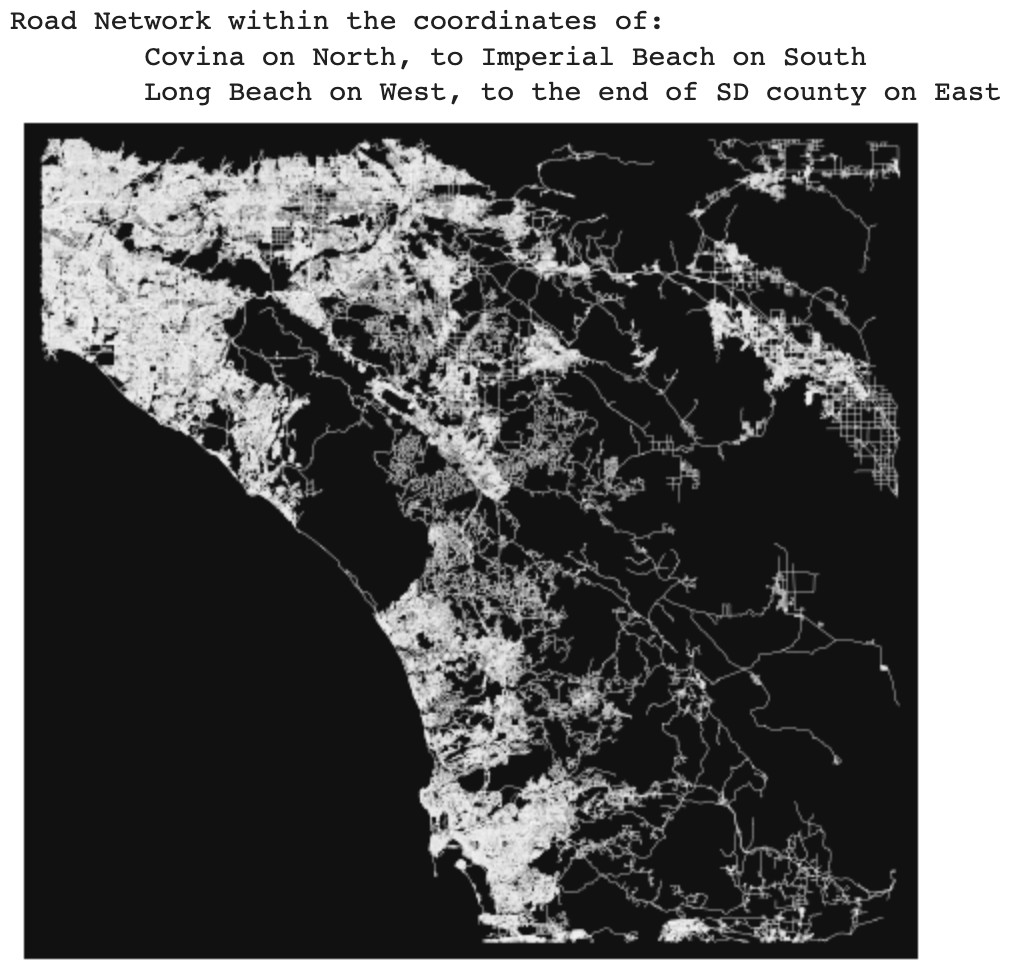 Road Network within the coordinates of:
Covina on North, to Imperial Beach on South
Long Beach on West, to the end of SD county on East